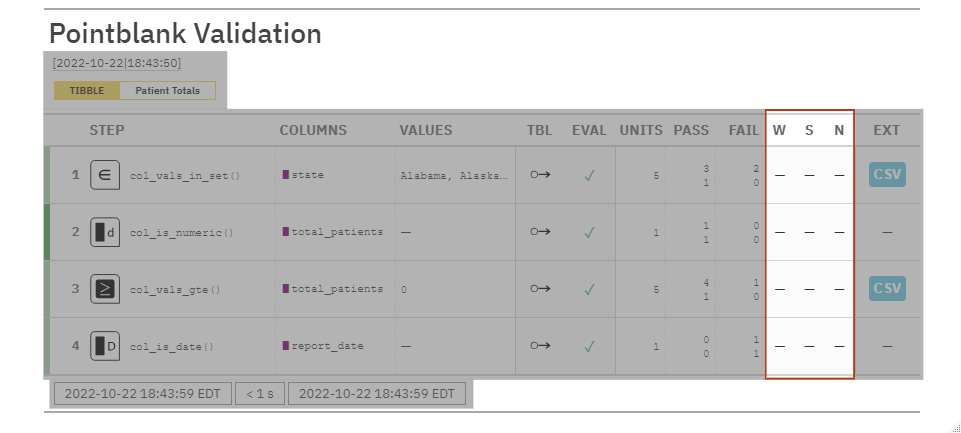 Pointblank Validation
[2022-10-22|18:43:50]
TIBBLE Patient Totals
STEP COLUMNS VALUES TBL EVAL UNITS PASS FAIL W S N EXT
1 ∈ col_vals_in_set() state Alabama, Alaska… ○→ ✓ 5 3 2 — — — CSV
1 0
2 d col_is_numeric() total_patients — ○→ ✓ 1 1 0 — — — —
1 0
3 ≥ col_vals_gte() total_patients 0 ○→ ✓ 5 4 1 — — — CSV
1 0
4 D col_is_date() report_date — ○→ ✓ 1 0 1 — — — —
0 1
2022-10-22 18:43:59 EDT < 1 s 2022-10-22 18:43:59 EDT